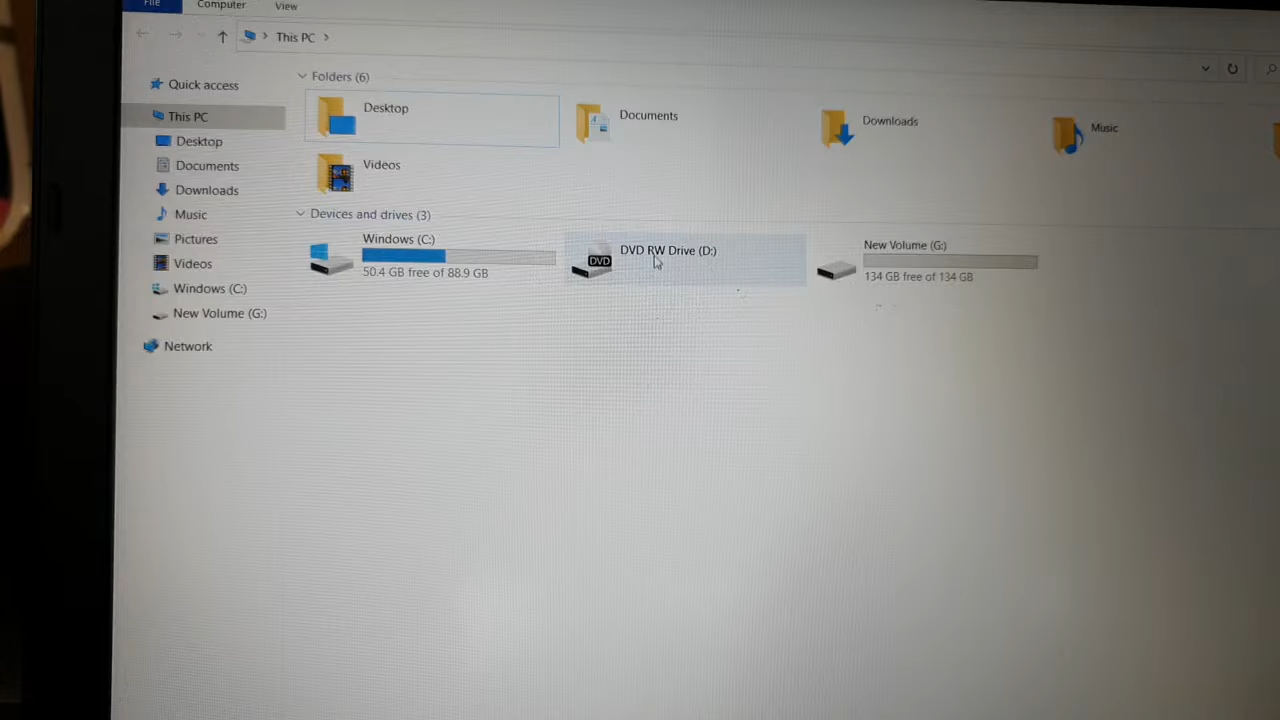 File
Computer
View
This PC
Quick access
This PC
Desktop
Documents
Downloads
Music
Pictures
Videos
Windows (C:)
New Volume (G:)
Network
Folders (6)
Desktop
Documents
Downloads
Music
Videos
Devices and drives (3)
Windows (C:)
50.4 GB free of 88.9 GB
DVD
DVD RW Drive (D:)
New Volume (G:)
134 GB free of 134 GB